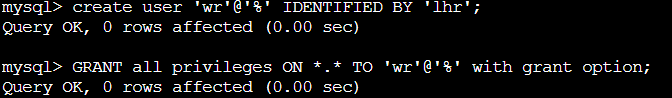 mysql> create user 'wr'@'%' IDENTIFIED BY 'lhr';
Query OK, 0 rows affected (0.00 sec)
mysql> GRANT all privileges ON *.* TO 'wr'@'%' with grant option;
Query OK, 0 rows affected (0.00 sec)